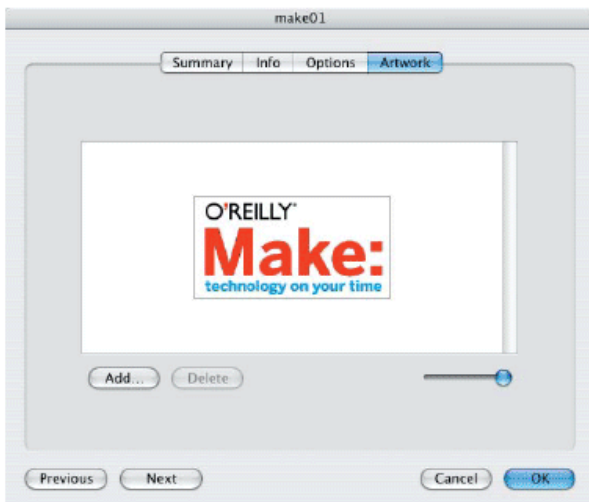 make01
Summary Info Options Artwork
O'REILLY®
Make:
technology on your time
Add... Delete
Previous Next Cancel OK